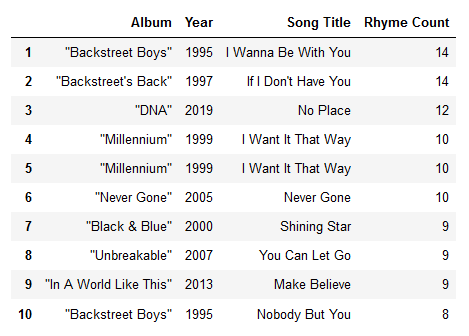 Album Year Song Title Rhyme Count
1 "Backstreet Boys" 1995 I Wanna Be With You 14
2 "Backstreet's Back" 1997 If I Don't Have You 14
3 "DNA" 2019 No Place 12
4 "Millennium" 1999 I Want It That Way 10
5 "Millennium" 1999 I Want It That Way 10
6 "Never Gone" 2005 Never Gone 10
7 "Black & Blue" 2000 Shining Star 9
8 "Unbreakable" 2007 You Can Let Go 9
9 "In A World Like This" 2013 Make Believe 9
10 "Backstreet Boys" 1995 Nobody But You 8